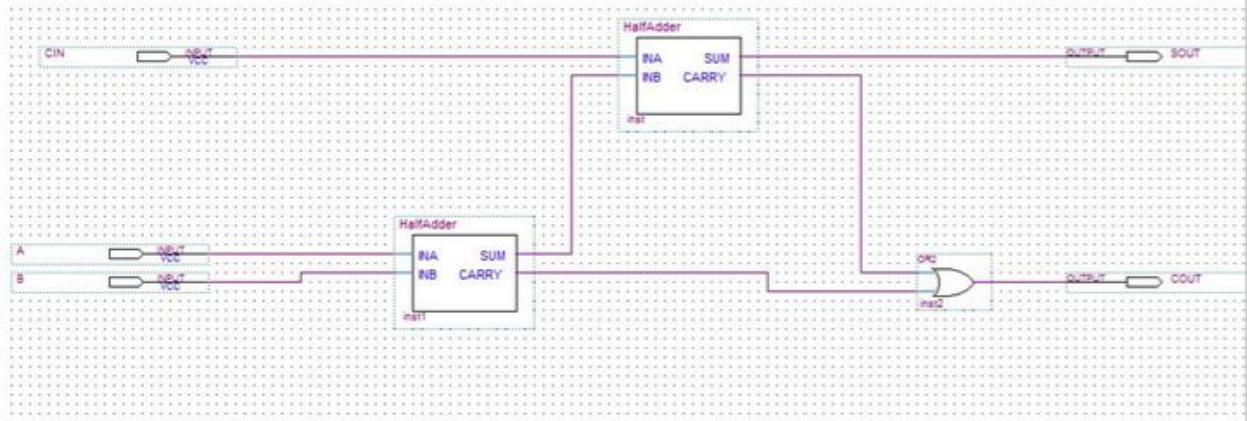 HalfAdder
CIN INPUT VCC
INA SUM
INB CARRY
inst
OUTPUT SOUT
HalfAdder
A INPUT VCC
B INPUT VCC
INA SUM
INB CARRY
inst1
OR2
inst2
OUTPUT COUT